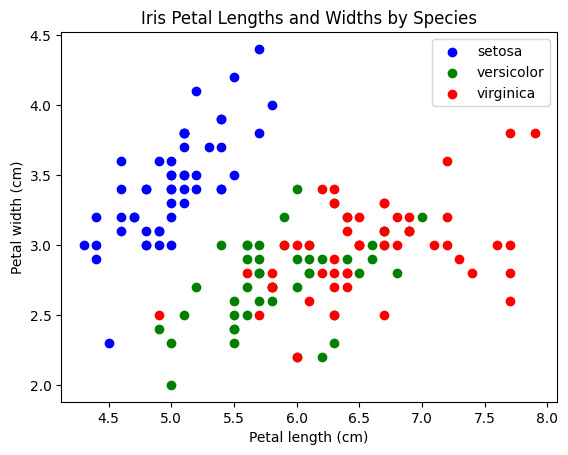 Iris Petal Lengths and Widths by Species
setosa
versicolor
virginica
4.5
4.0
3.5
3.0
2.5
2.0
Petal width (cm)
4.5 5.0 5.5 6.0 6.5 7.0 7.5 8.0
Petal length (cm)